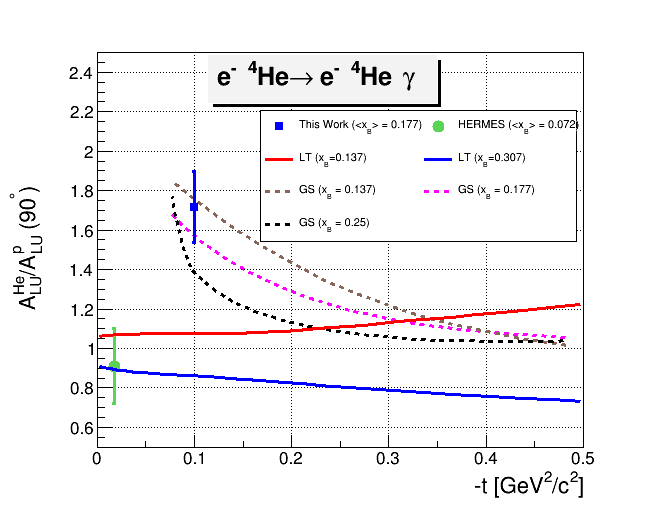 e⁻ ⁴He→ e⁻ ⁴He γ
This Work (<x_B> = 0.177)
HERMES (<x_B> = 0.072)
LT (x_B=0.137)
LT (x_B=0.307)
GS (x_B = 0.137)
GS (x_B = 0.177)
GS (x_B = 0.25)
A_LU^He/A_LU^p (90°)
2.4
2.2
2
1.8
1.6
1.4
1.2
1
0.8
0.6
0
0.1
0.2
0.3
0.4
0.5
-t [GeV²/c²]